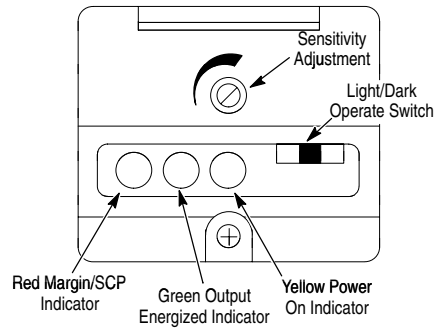 Sensitivity
Adjustment
Light/Dark
Operate Switch
Red Margin/SCP
Indicator
Green Output
Energized Indicator
Yellow Power
On Indicator